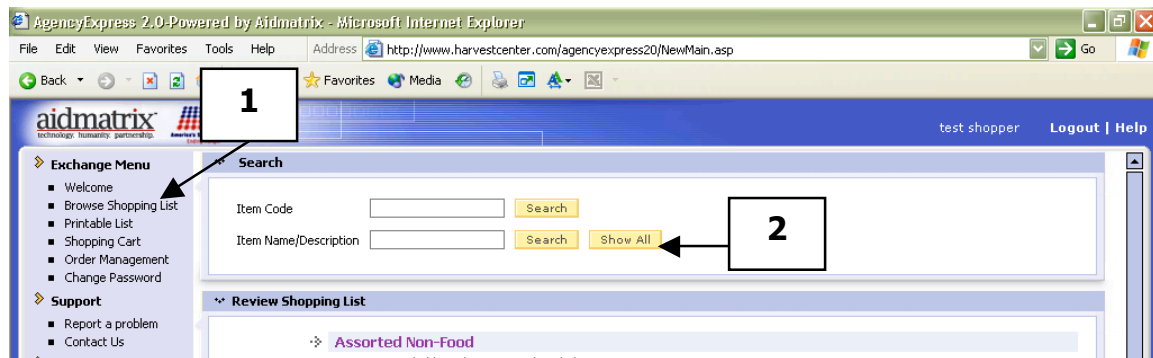 AgencyExpress 2.0-Powered by Aidmatrix - Microsoft Internet Explorer
File Edit View Favorites Tools Help Address http://www.harvestcenter.com/agencyexpress20/NewMain.asp Go
Back Favorites Media
1
aidmatrix
technology. humanity. partnership.
test shopper Logout | Help
Exchange Menu
Search
Welcome
Browse Shopping List
Printable List
Shopping Cart
Order Management
Change Password
Item Code Search
Item Name/Description Search Show All
2
Support
Review Shopping List
Report a problem
Contact Us
Assorted Non-Food